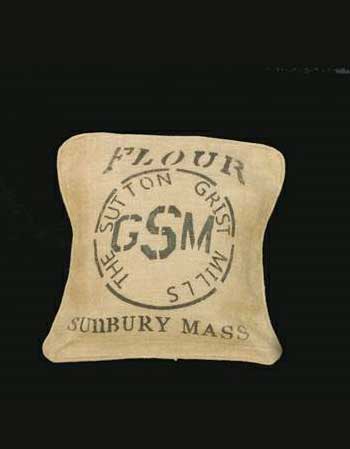 FLOUR
THE SUTTON GRIST MILLS
GSM
SUnBURY MASS